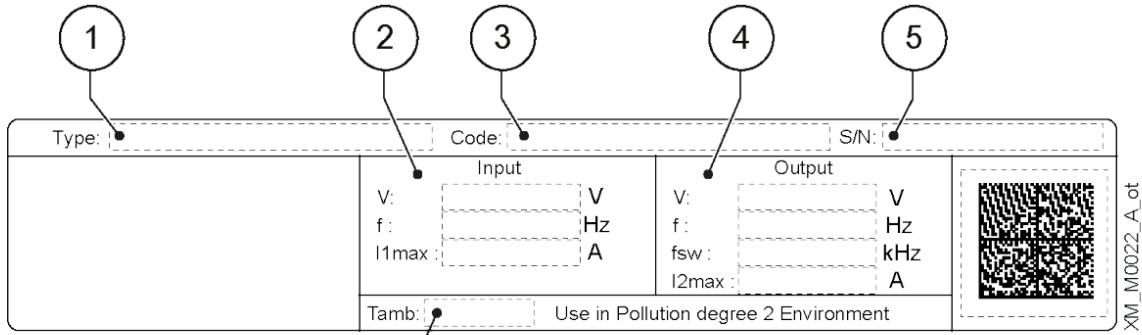 1 2 3 4 5
Type: Code: S/N:
Input Output
V: V V: V
f : Hz f : Hz
I1max : A fsw : kHz
I2max : A
Tamb: Use in Pollution degree 2 Environment
XM_M0022_A_ot